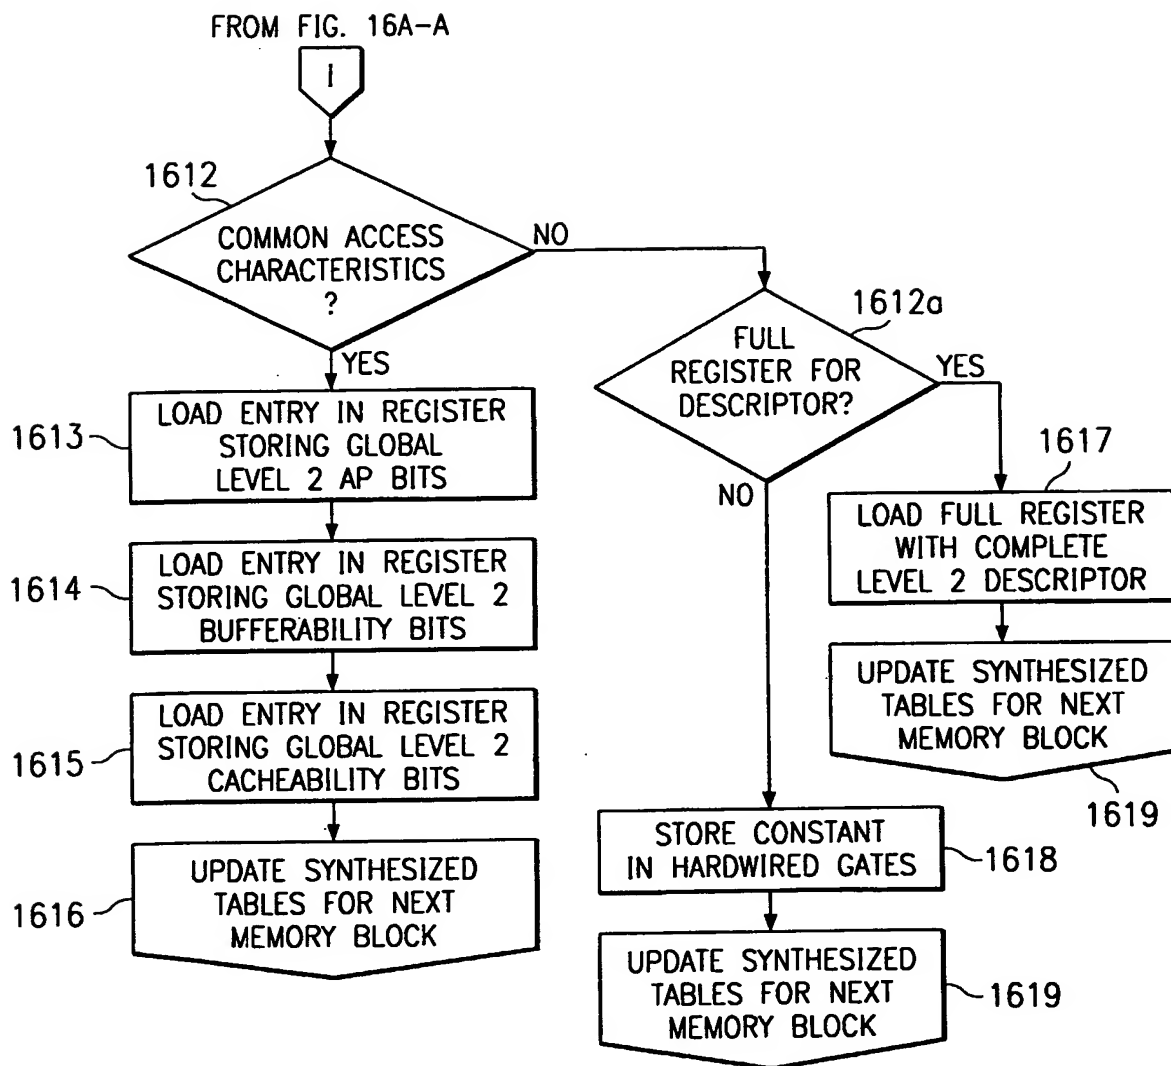 FROM FIG. 16A-A
I
1612
COMMON ACCESS
CHARACTERISTICS
?
NO
YES
1612a
FULL
REGISTER FOR
DESCRIPTOR?
YES
NO
1613
LOAD ENTRY IN REGISTER
STORING GLOBAL
LEVEL 2 AP BITS
1614
LOAD ENTRY IN REGISTER
STORING GLOBAL LEVEL 2
BUFFERABILITY BITS
1615
LOAD ENTRY IN REGISTER
STORING GLOBAL LEVEL 2
CACHEABILITY BITS
1616
UPDATE SYNTHESIZED
TABLES FOR NEXT
MEMORY BLOCK
1617
LOAD FULL REGISTER
WITH COMPLETE
LEVEL 2 DESCRIPTOR
UPDATE SYNTHESIZED
TABLES FOR NEXT
MEMORY BLOCK
1619
STORE CONSTANT
IN HARDWIRED GATES
1618
UPDATE SYNTHESIZED
TABLES FOR NEXT
MEMORY BLOCK
1619